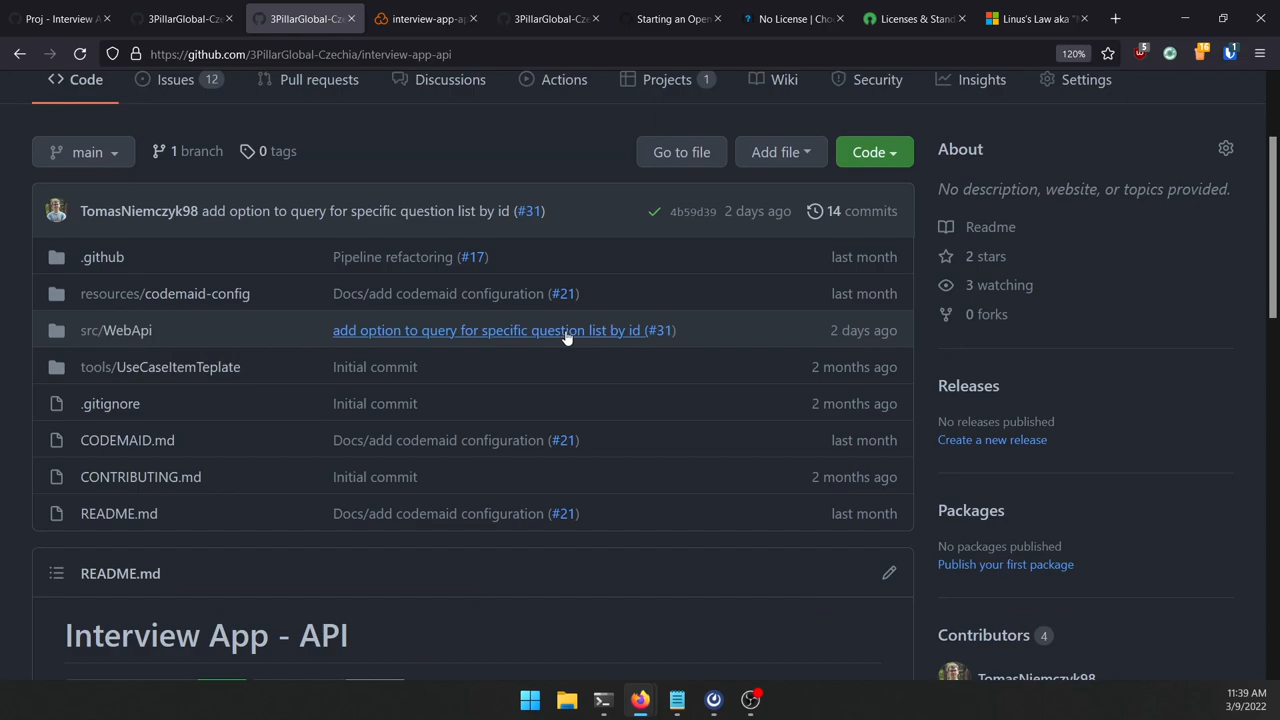 Proj - Interview A
3PillarGlobal-Cze
3PillarGlobal-Cze
interview-app-ap
3PillarGlobal-Cze
Starting an Open
No License | Cho
Licenses & Stand
Linus's Law aka "
https://github.com/3PillarGlobal-Czechia/interview-app-api
120%
5
16
1
Code
Issues 12
Pull requests
Discussions
Actions
Projects 1
Wiki
Security
Insights
Settings
main
1 branch
0 tags
Go to file
Add file
Code
TomasNiemczyk98 add option to query for specific question list by id (#31)
4b59d39 2 days ago
14 commits
.github Pipeline refactoring (#17) last month
resources/codemaid-config Docs/add codemaid configuration (#21) last month
src/WebApi add option to query for specific question list by id (#31) 2 days ago
tools/UseCaseItemTeplate Initial commit 2 months ago
.gitignore Initial commit 2 months ago
CODEMAID.md Docs/add codemaid configuration (#21) last month
CONTRIBUTING.md Initial commit 2 months ago
README.md Docs/add codemaid configuration (#21) last month
README.md
Interview App - API
About
No description, website, or topics provided.
Readme
2 stars
3 watching
0 forks
Releases
No releases published
Create a new release
Packages
No packages published
Publish your first package
Contributors 4
TomasNiemczyk98
11:39 AM
3/9/2022